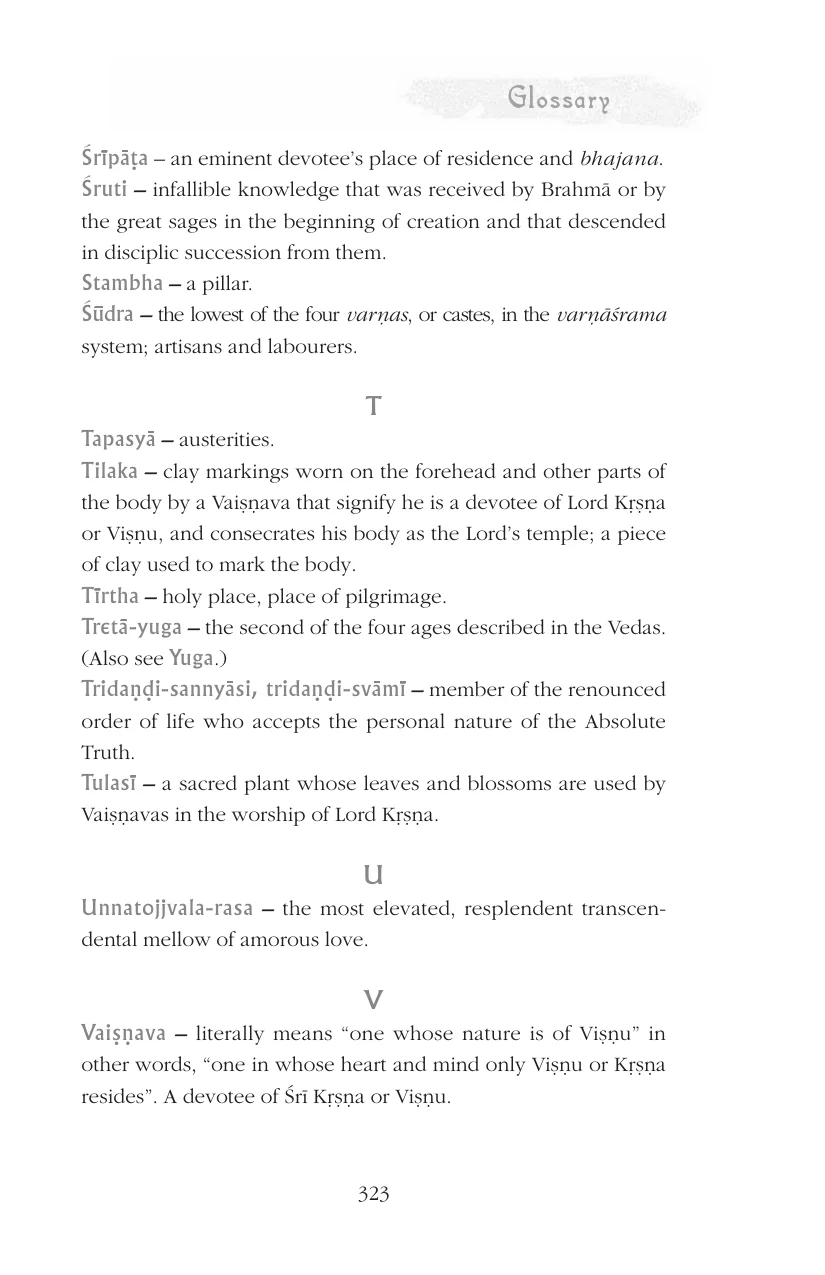 Glossary
Śrīpāṭa – an eminent devotee’s place of residence and bhajana.
Śruti – infallible knowledge that was received by Brahmā or by
the great sages in the beginning of creation and that descended
in disciplic succession from them.
Stambha – a pillar.
Śūdra – the lowest of the four varṇas, or castes, in the varṇāśrama
system; artisans and labourers.
T
Tapasyā – austerities.
Tilaka – clay markings worn on the forehead and other parts of
the body by a Vaiṣṇava that signify he is a devotee of Lord Kṛṣṇa
or Viṣṇu, and consecrates his body as the Lord’s temple; a piece
of clay used to mark the body.
Tīrtha – holy place, place of pilgrimage.
Tretā-yuga – the second of the four ages described in the Vedas.
(Also see Yuga.)
Tridaṇḍi-sannyāsi, tridaṇḍi-svāmī – member of the renounced
order of life who accepts the personal nature of the Absolute
Truth.
Tulasī – a sacred plant whose leaves and blossoms are used by
Vaiṣṇavas in the worship of Lord Kṛṣṇa.
U
Unnatojjvala-rasa – the most elevated, resplendent transcen-
dental mellow of amorous love.
V
Vaiṣṇava – literally means “one whose nature is of Viṣṇu” in
other words, “one in whose heart and mind only Viṣṇu or Kṛṣṇa
resides”. A devotee of Śrī Kṛṣṇa or Viṣṇu.
323